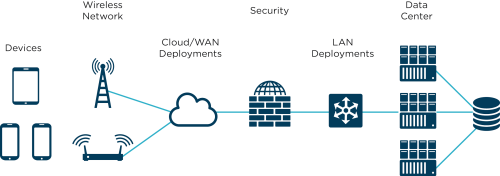 Devices
Wireless
Network
Cloud/WAN
Deployments
Security
LAN
Deployments
Data
Center